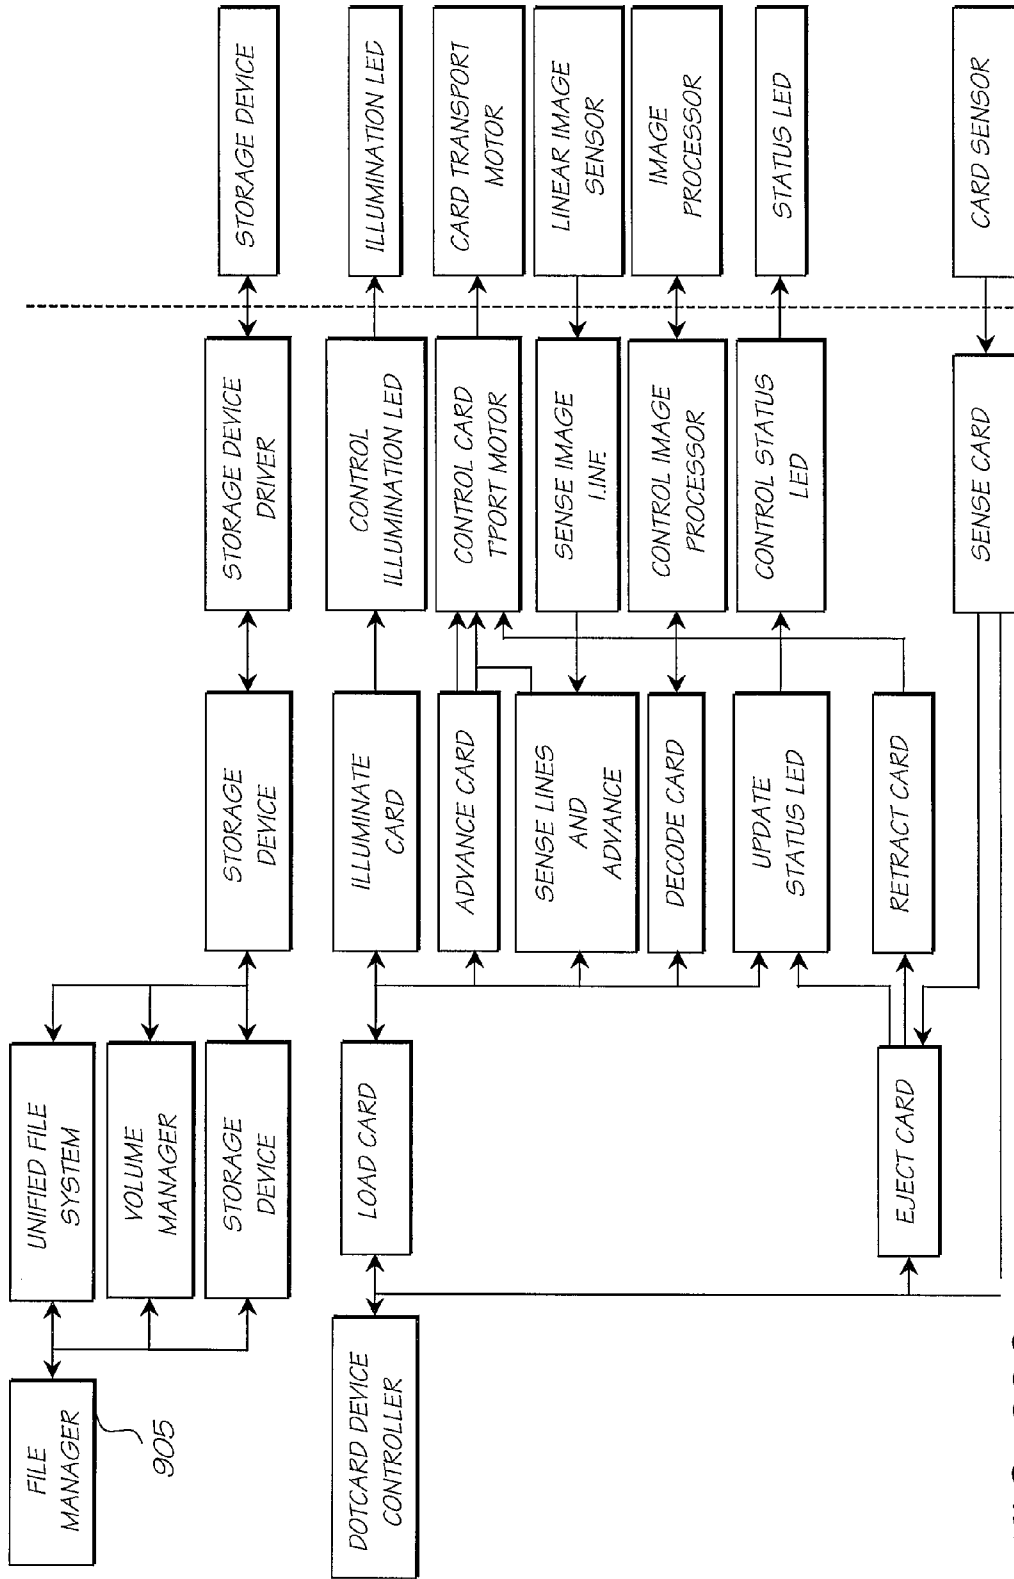 FILE
MANAGER
905
UNIFIED FILE
SYSTEM
VOLUME
MANAGER
STORAGE
DEVICE
STORAGE
DEVICE
STORAGE DEVICE
DRIVER
STORAGE DEVICE
DOTCARD DEVICE
CONTROLLER
LOAD CARD
ILLUMINATE
CARD
CONTROL
ILLUMINATION LED
ILLUMINATION LED
ADVANCE CARD
CONTROL CARD
T'PORT MOTOR
CARD TRANSPORT
MOTOR
SENSE LINES
AND
ADVANCE
SENSE IMAGE
I.INF.
LINEAR IMAGE
SENSOR
DECODE CARD
CONTROL IMAGE
PROCESSOR
IMAGE
PROCESSOR
UPDATE
STATUS LED
CONTROL STATUS
LED
STATUS LED
EJECT CARD
RETRACT CARD
SENSE CARD
CARD SENSOR